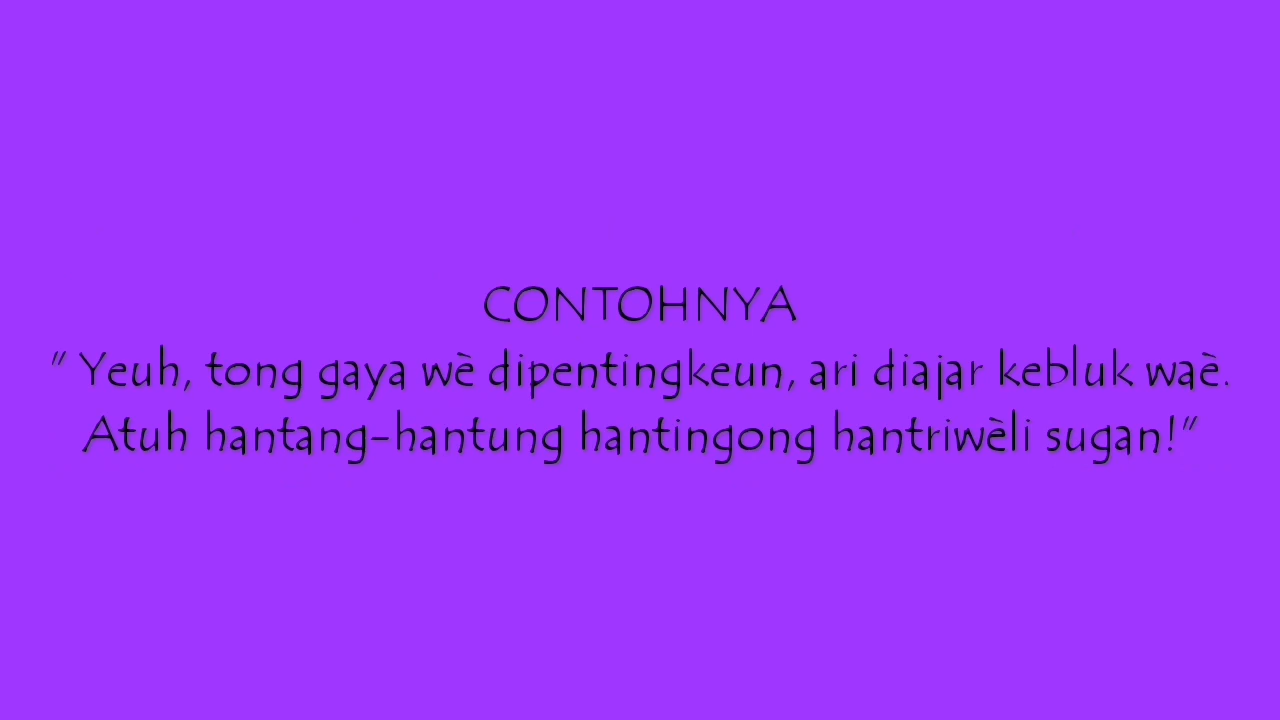 CONTOHNYA
" Yeuh, tong gaya wè dipentingkeun, ari diajar kebluk waè.
Atuh hantang-hantung hantingong hantriwèli sugan!"